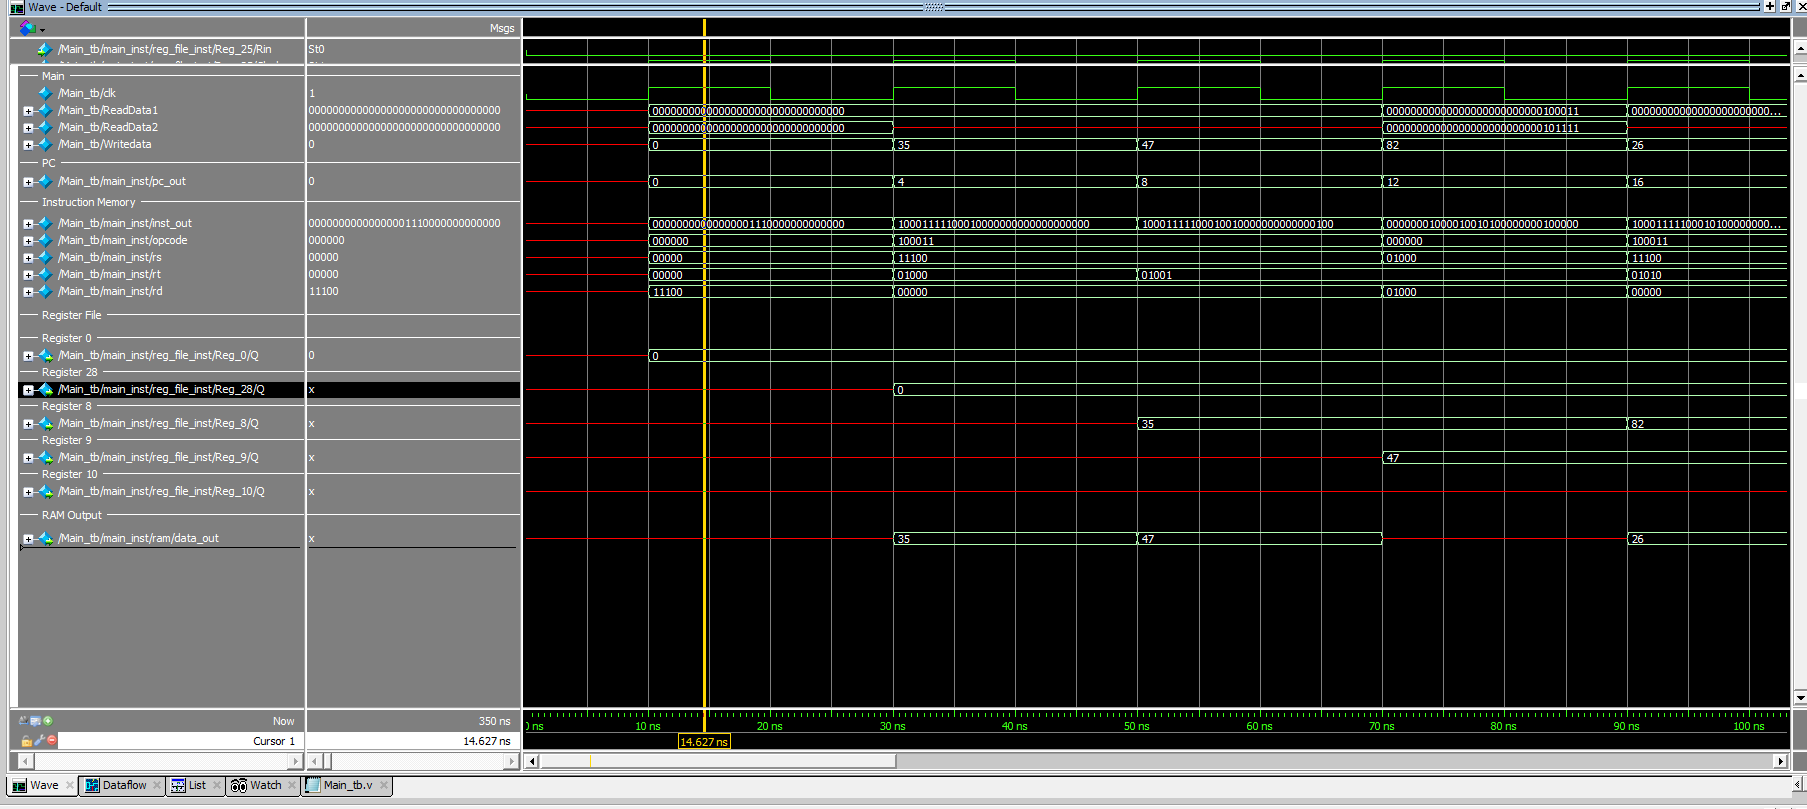 Wave - Default
Msgs
/Main_tb/main_inst/reg_file_inst/Reg_25/Rin St0
Main
/Main_tb/clk 1
/Main_tb/ReadData1 00000000000000000000000000000000 00000000000000000000000000000000 00000000000000000000000000100011
/Main_tb/ReadData2 00000000000000000000000000000000 00000000000000000000000000000000 00000000000000000000000000101111
/Main_tb/Writedata 0 0 35 47 82 26
PC
/Main_tb/main_inst/pc_out 0 0 4 8 12 16
Instruction Memory
/Main_tb/main_inst/inst_out 00000000000000001110000000000000 00000000000000001110000000000000 10001111100010000000000000000000 10001111100010010000000000000100 00000001000010010100000000100000
/Main_tb/main_inst/opcode 000000 000000 100011 000000 100011
/Main_tb/main_inst/rs 00000 00000 11100 01000 11100
/Main_tb/main_inst/rt 00000 00000 01000 01001 01010
/Main_tb/main_inst/rd 11100 11100 00000 01000 00000
Register File
Register 0
/Main_tb/main_inst/reg_file_inst/Reg_0/Q 0 0
Register 28
/Main_tb/main_inst/reg_file_inst/Reg_28/Q x 0
Register 8
/Main_tb/main_inst/reg_file_inst/Reg_8/Q x 35 82
Register 9
/Main_tb/main_inst/reg_file_inst/Reg_9/Q x 47
Register 10
/Main_tb/main_inst/reg_file_inst/Reg_10/Q x
RAM Output
/Main_tb/main_inst/ram/data_out x 35 47 26
Now 350 ns 10 ns 20 ns 30 ns 40 ns 50 ns 60 ns 70 ns 80 ns 90 ns 100 ns
Cursor 1 14.627 ns 14.627 ns
Wave Dataflow List Watch Main_tb.v